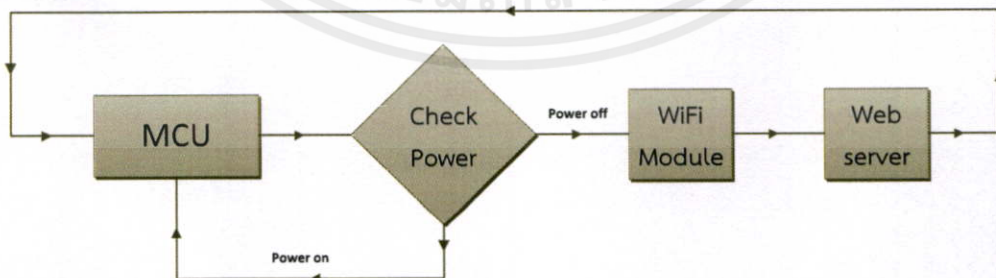 MCU
Check
Power
Power off
WiFi
Module
Web
server
Power on